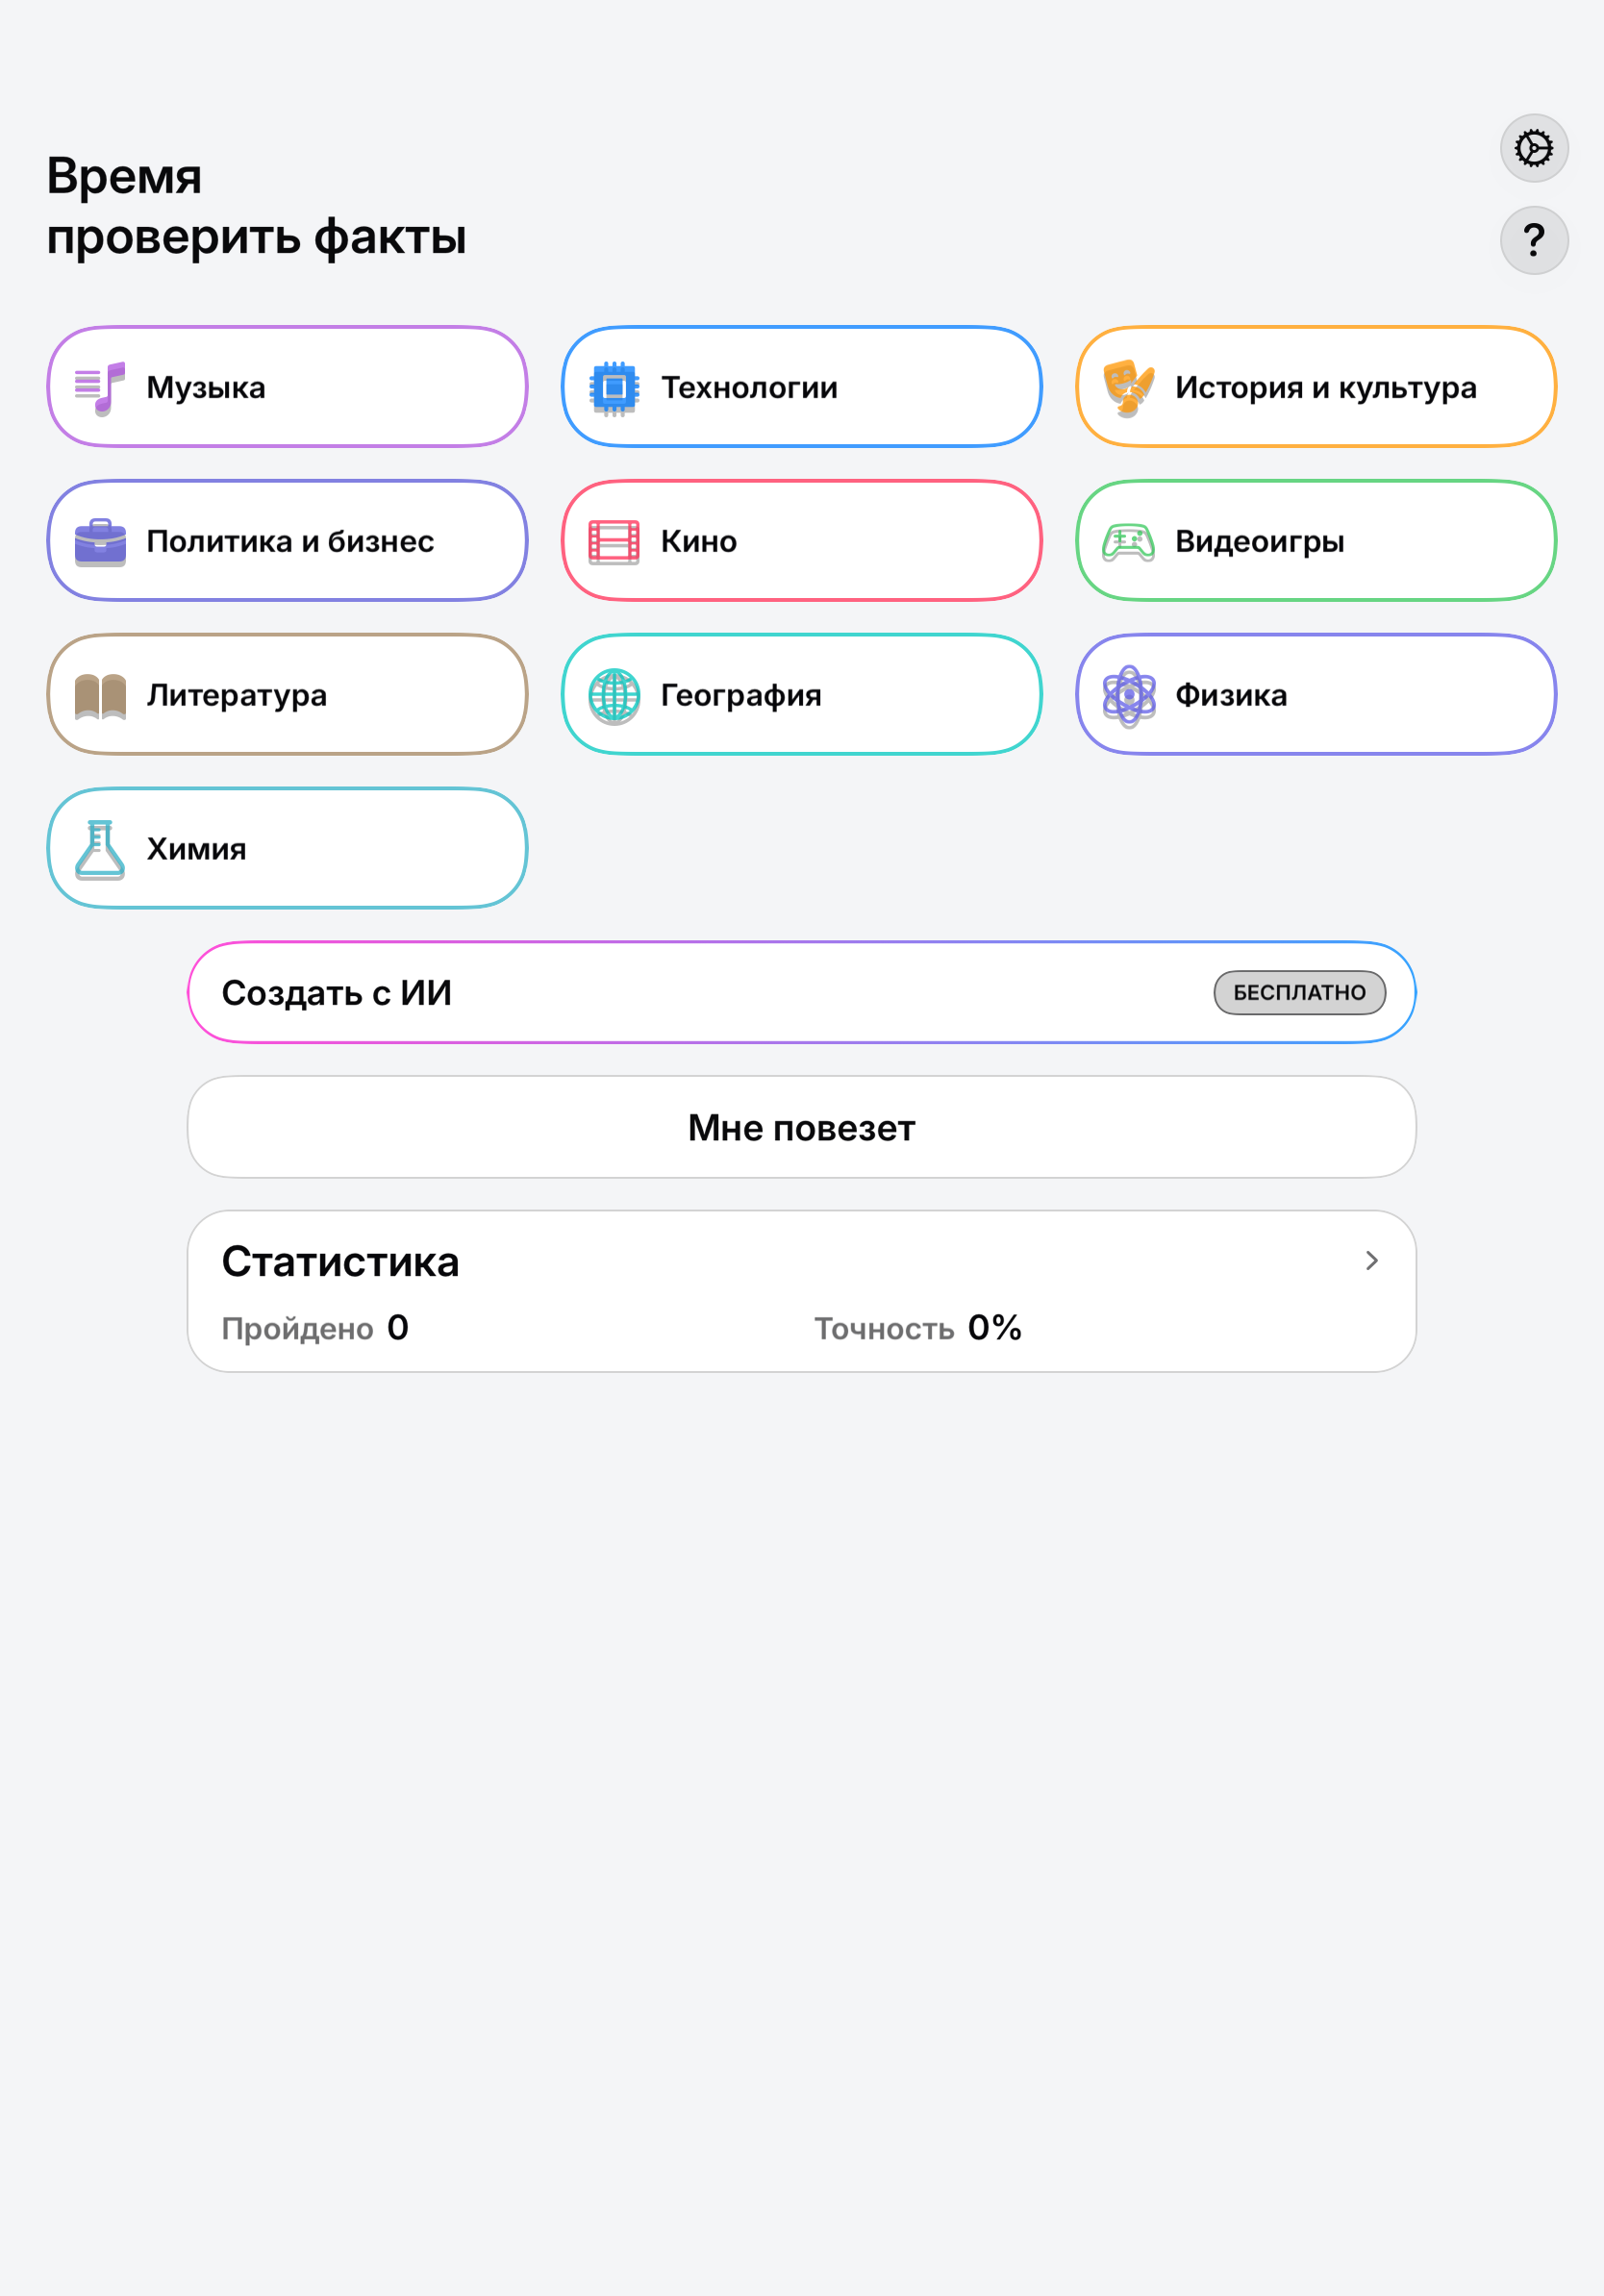 Время
проверить факты
?
Музыка
Технологии
История и культура
Политика и бизнес
Кино
Видеоигры
Литература
География
Физика
Химия
Создать с ИИ
БЕСПЛАТНО
Мне повезет
Статистика
Пройдено 0
Точность 0%